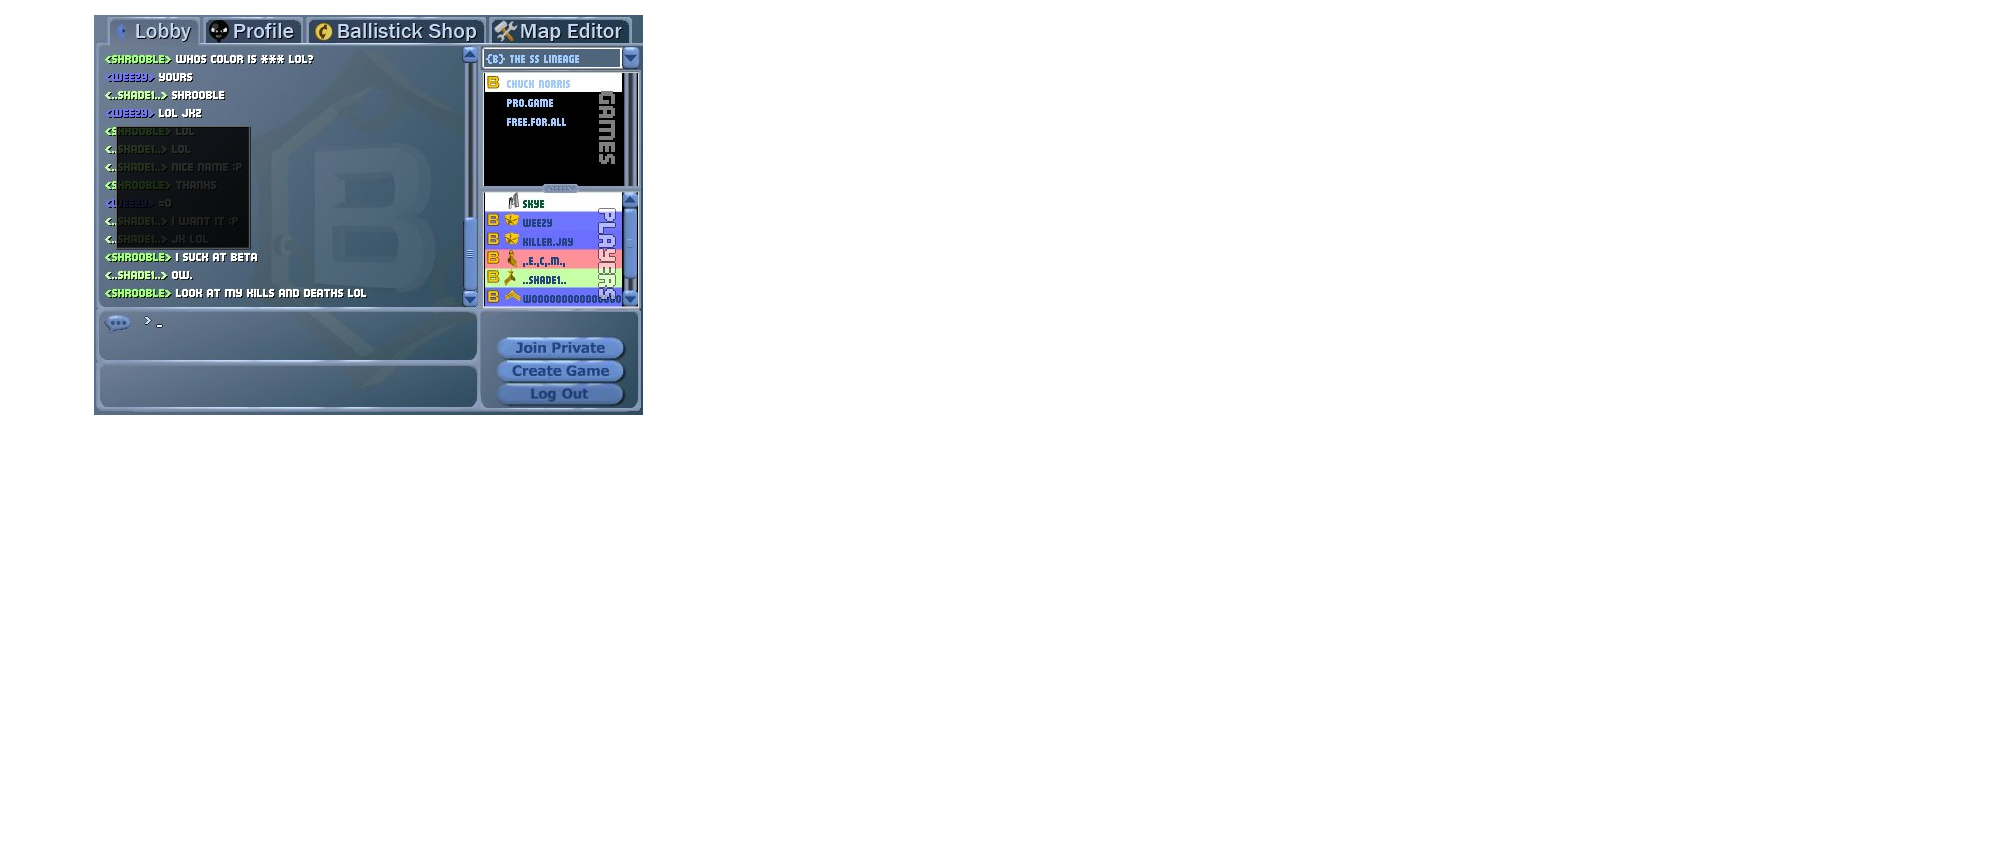 Lobby Profile Ballistick Shop Map Editor
<SHROOBLE> WHOS COLOR IS *** LOL?
<WEEZY> YOURS
<..SHADE1..> SHROOBLE
<WEEZY> LOL JKZ
<SHROOBLE> LOL
<..SHADE1..> LOL
<..SHADE1..> NICE NAME :P
<SHROOBLE> THANKS
<WEEZY> =O
<..SHADE1..> I WANT IT :P
<..SHADE1..> JK LOL
<SHROOBLE> I SUCK AT BETA
<..SHADE1..> OW.
<SHROOBLE> LOOK AT MY KILLS AND DEATHS LOL
> _
{B} THE SS LINEAGE
B CHUCK NORRIS
PRO.GAME
FREE.FOR.ALL
GAMES
SKYE
B WEEZY
B KILLER.JAY
B ,.E.,C,.M.,
B ..SHADE1..
B
PLAYERS
Join Private
Create Game
Log Out
B